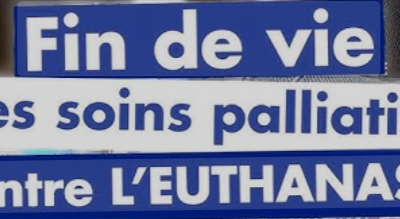 Fin de vie
es soins palliati
ntre L'EUTHANAS